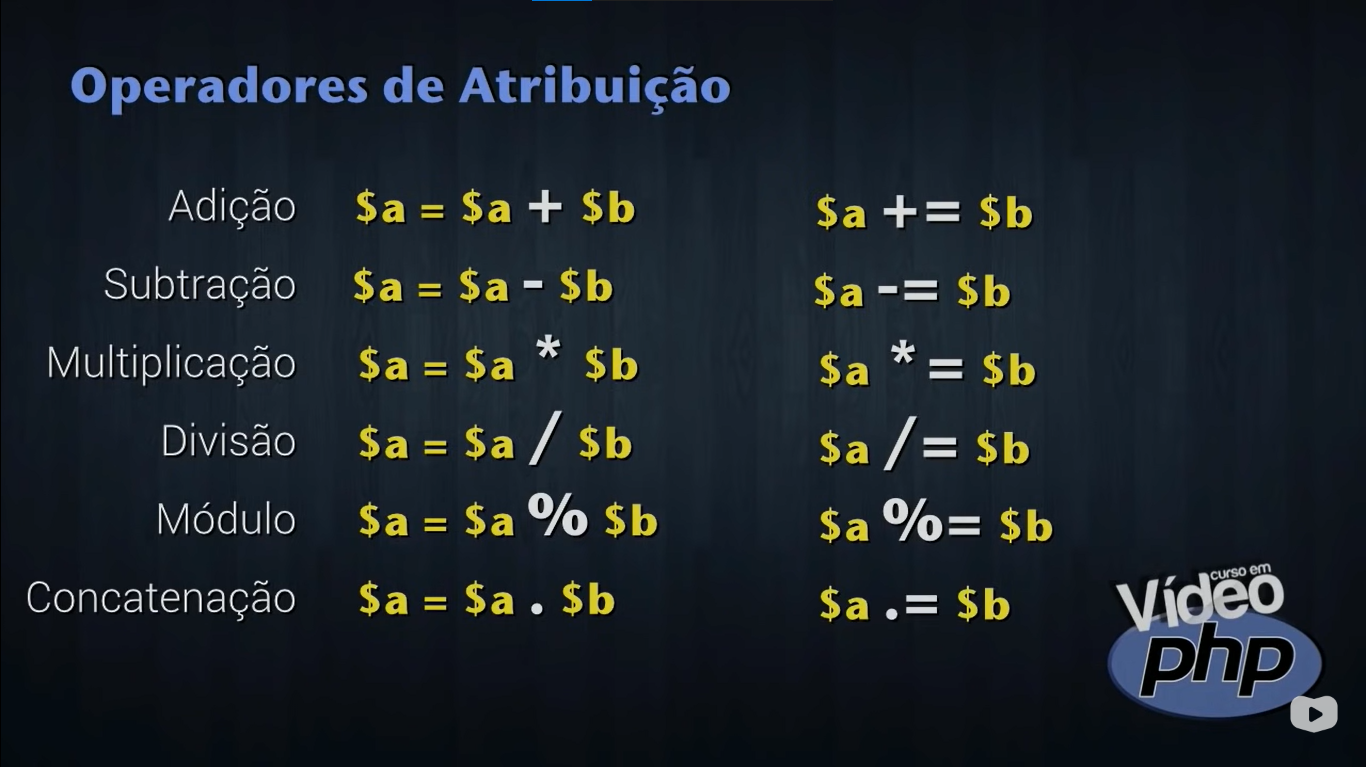 Operadores de Atribuição
Adição $a = $a + $b $a += $b
Subtração $a = $a - $b $a -= $b
Multiplicação $a = $a * $b $a *= $b
Divisão $a = $a / $b $a /= $b
Módulo $a = $a % $b $a %= $b
Concatenação $a = $a . $b $a .= $b
curso em
Vídeo
php